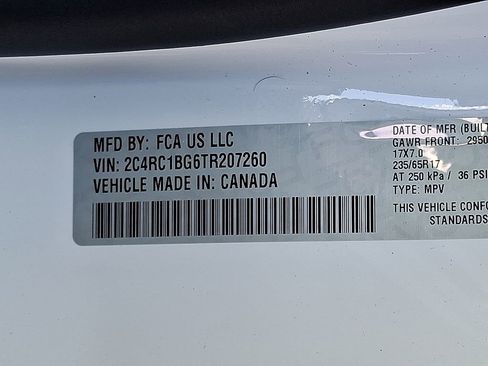 MFD BY: FCA US LLC
VIN: 2C4RC1BG6TR207260
VEHICLE MADE IN: CANADA
DATE OF MFR (BUIL
GAWR FRONT: 2950
17X7.0
235/65R17
AT 250 kPa / 36 PSI
TYPE: MPV
THIS VEHICLE CONFO
STANDARDS